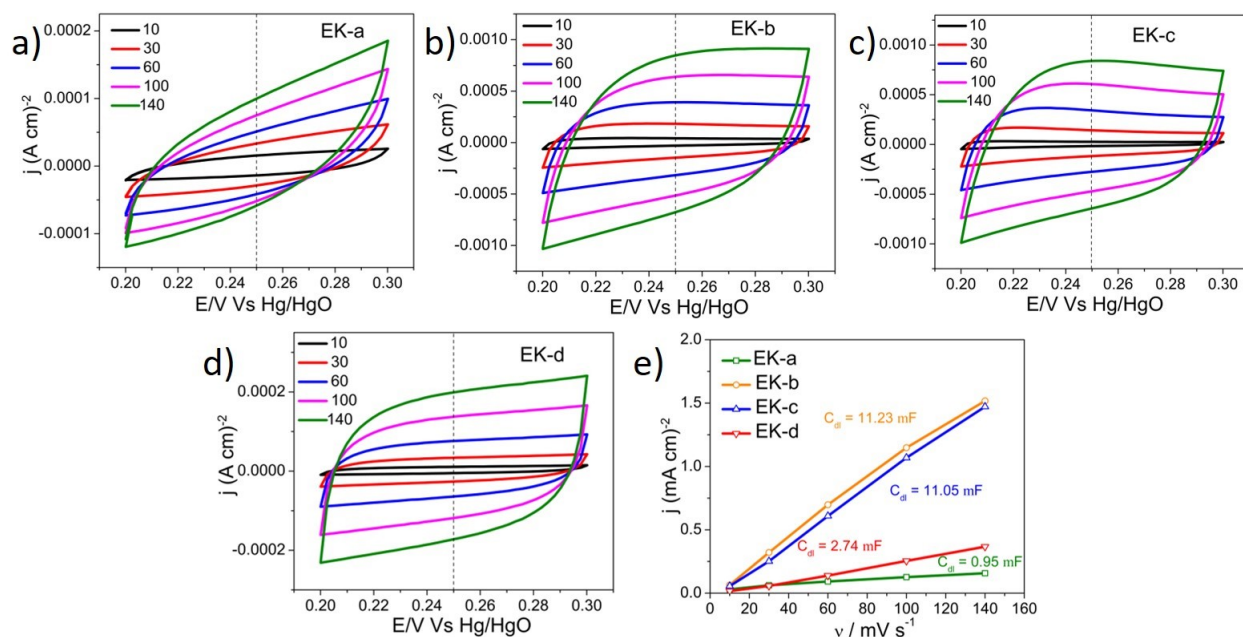 a)
EK-a
10
30
60
100
140
0.0002
0.0001
0.0000
-0.0001
j (A cm)⁻²
0.20 0.22 0.24 0.26 0.28 0.30
E/V Vs Hg/HgO
b)
EK-b
10
30
60
100
140
0.0010
0.0005
0.0000
-0.0005
-0.0010
j (A cm)⁻²
0.20 0.22 0.24 0.26 0.28 0.30
E/V Vs Hg/HgO
c)
EK-c
10
30
60
100
140
0.0010
0.0005
0.0000
-0.0005
-0.0010
j (A cm)⁻²
0.20 0.22 0.24 0.26 0.28 0.30
E/V Vs Hg/HgO
d)
EK-d
10
30
60
100
140
0.0002
0.0000
-0.0002
j (A cm)⁻²
0.20 0.22 0.24 0.26 0.28 0.30
E/V Vs Hg/HgO
e)
EK-a
EK-b
EK-c
EK-d
2.0
1.5
1.0
0.5
0.0
j (mA cm)⁻²
C_dl = 11.23 mF
C_dl = 11.05 mF
C_dl = 2.74 mF
C_dl = 0.95 mF
0 20 40 60 80 100 120 140 160
ν / mV s⁻¹